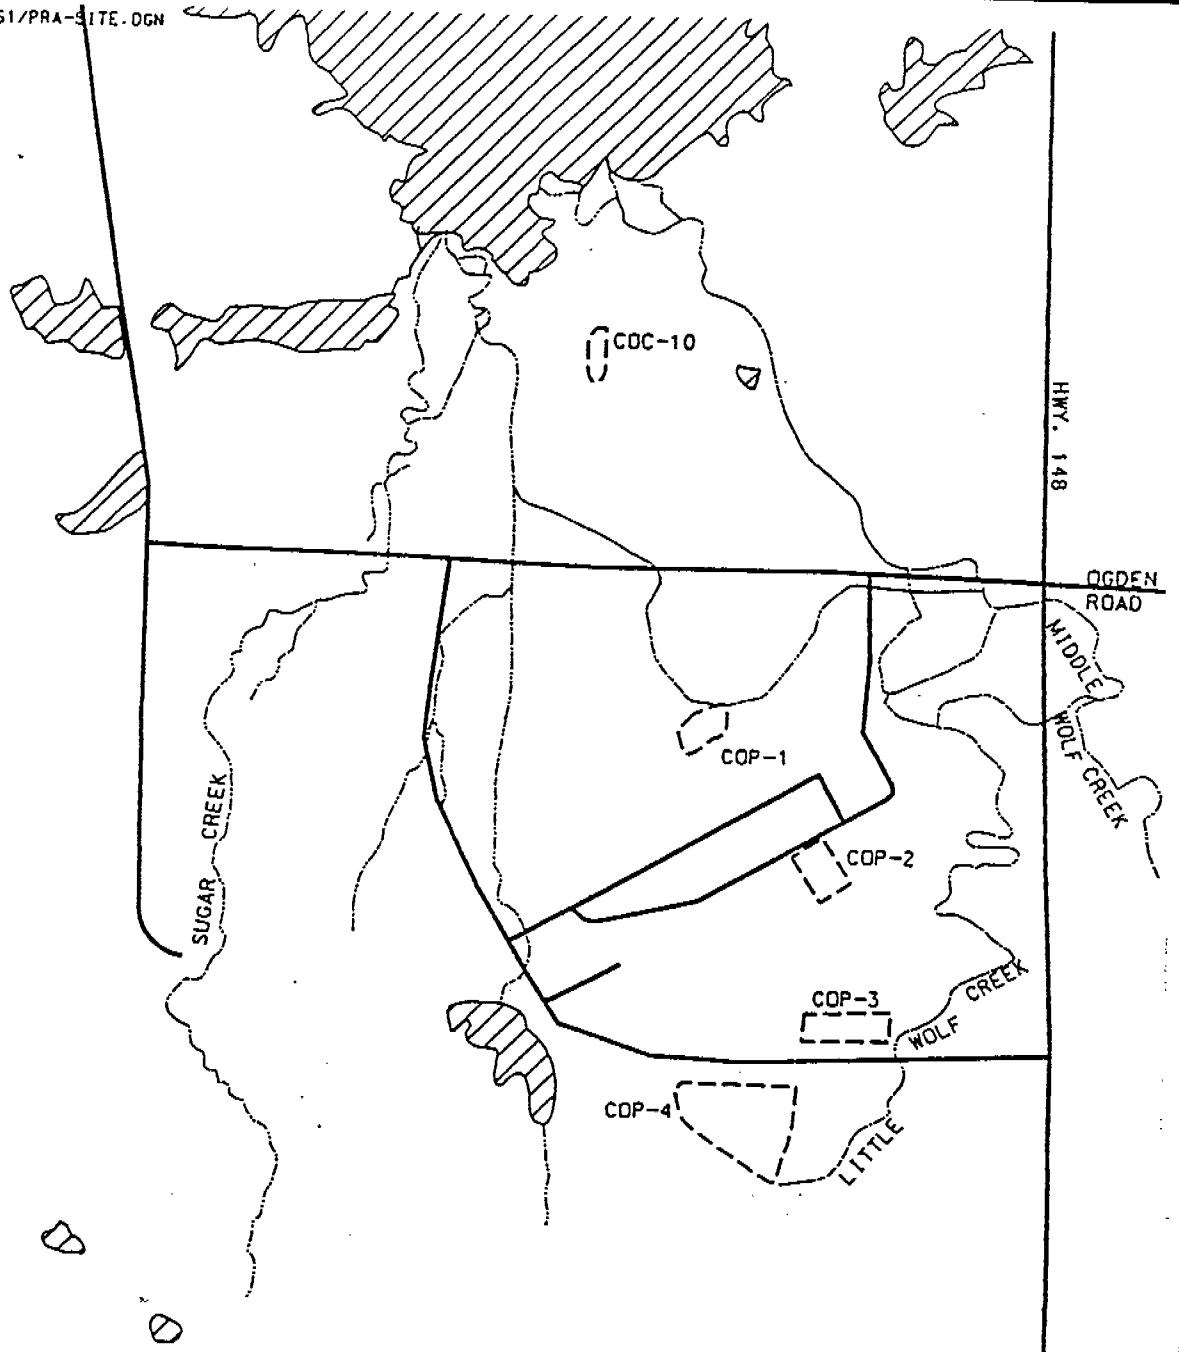 S1/PRA-SITE.DGN
COC-10
HWY. 148
OGDEN
ROAD
MIDDLE
WOLF CREEK
COP-1
COP-2
SUGAR CREEK
COP-3
WOLF CREEK
COP-4
LITTLE